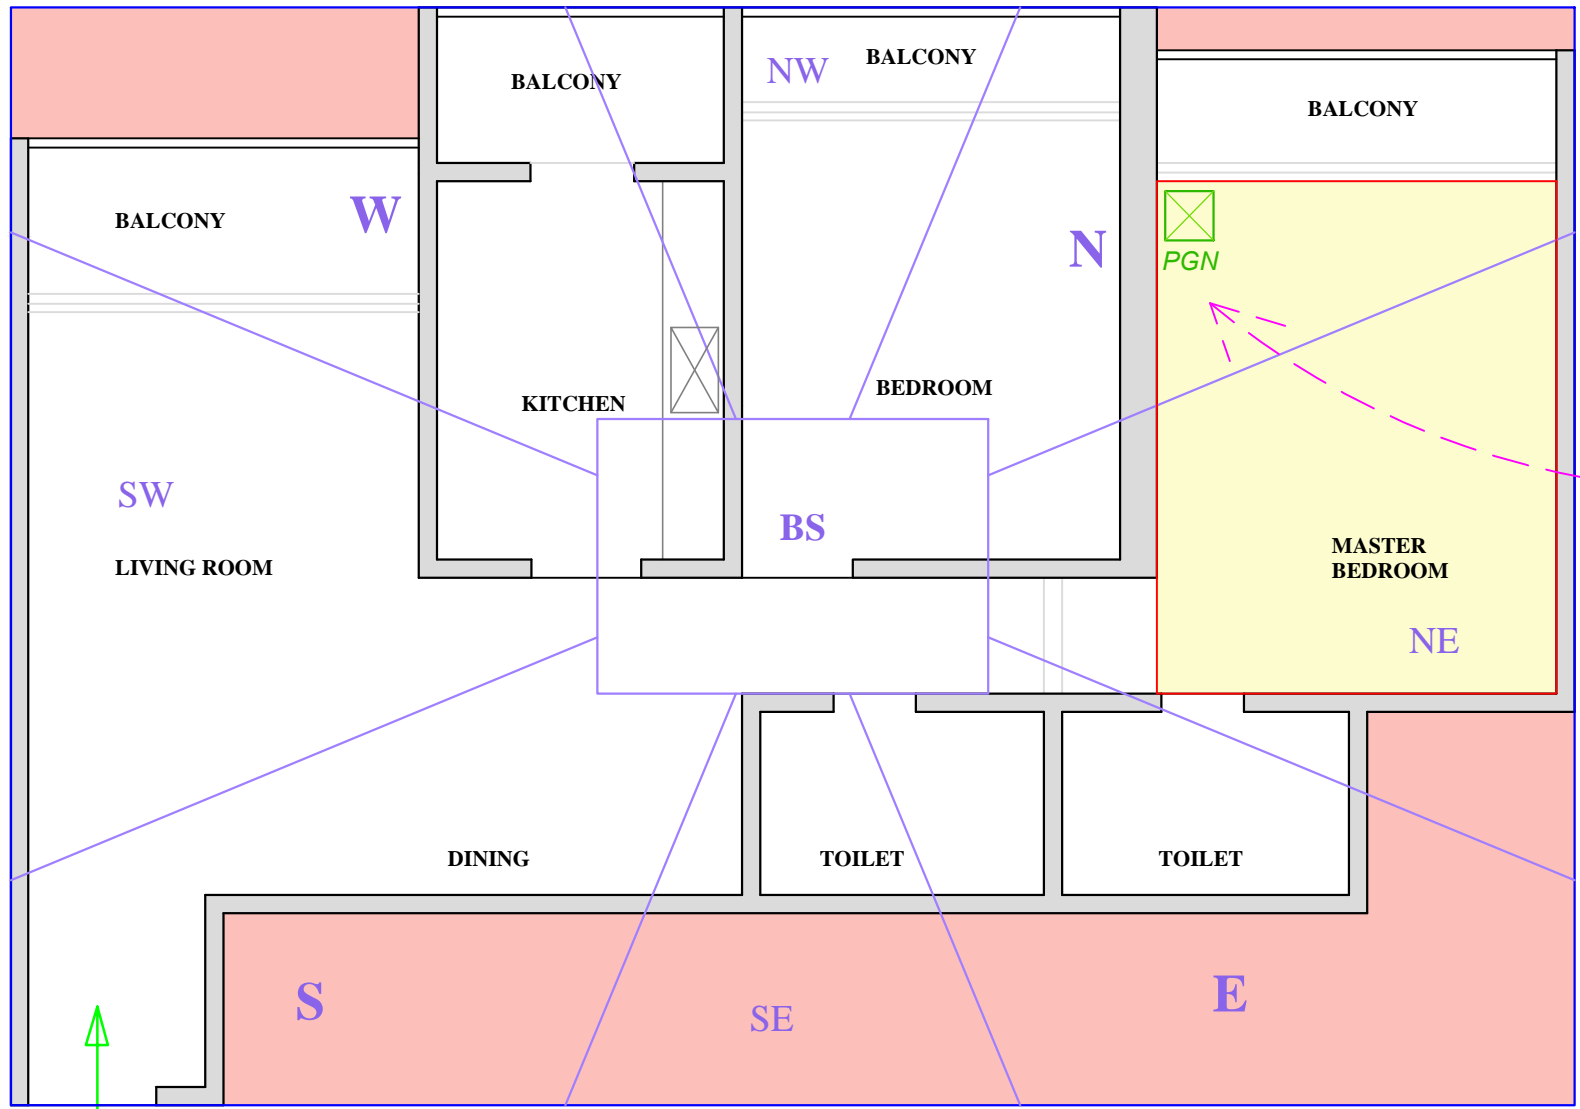 BALCONY
NW
BALCONY
BALCONY
BALCONY
W
N
PGN
KITCHEN
BEDROOM
SW
BS
LIVING ROOM
MASTER
BEDROOM
NE
DINING
TOILET
TOILET
S
SE
E